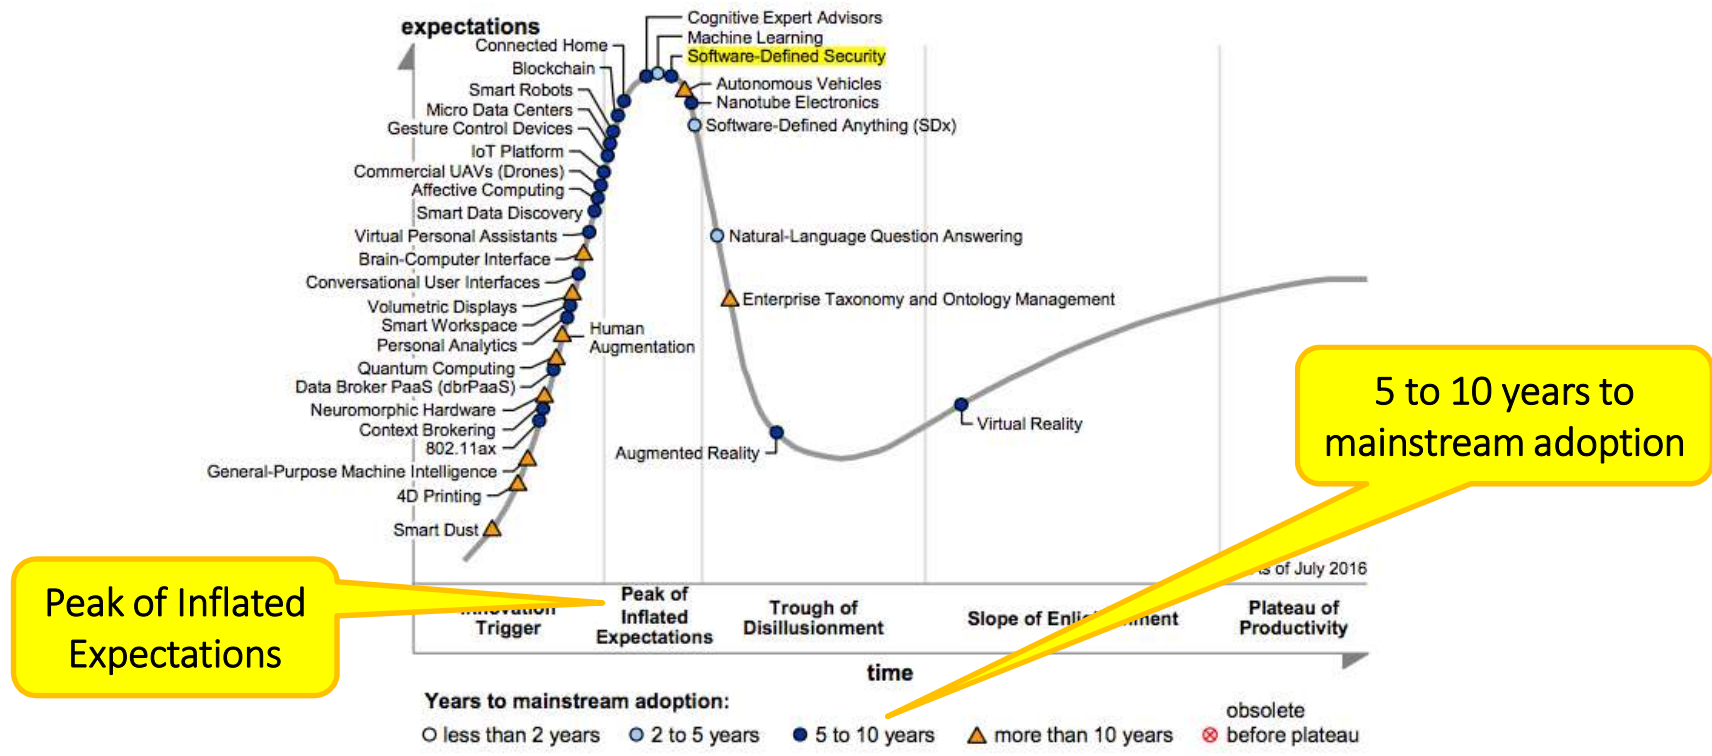 expectations
Cognitive Expert Advisors
Machine Learning
Software-Defined Security
Connected Home
Blockchain
Smart Robots
Micro Data Centers
Gesture Control Devices
IoT Platform
Commercial UAVs (Drones)
Affective Computing
Smart Data Discovery
Virtual Personal Assistants
Brain-Computer Interface
Conversational User Interfaces
Volumetric Displays
Smart Workspace
Personal Analytics
Quantum Computing
Data Broker PaaS (dbrPaaS)
Neuromorphic Hardware
Context Brokering
802.11ax
General-Purpose Machine Intelligence
4D Printing
Smart Dust
Human
Augmentation
Autonomous Vehicles
Nanotube Electronics
Software-Defined Anything (SDx)
Natural-Language Question Answering
Enterprise Taxonomy and Ontology Management
Augmented Reality
Virtual Reality
5 to 10 years to
mainstream adoption
of July 2016
Peak of Inflated
Expectations
Trigger
Peak of
Inflated
Expectations
Trough of
Disillusionment
Slope of
Plateau of
Productivity
time
Years to mainstream adoption:
less than 2 years
2 to 5 years
5 to 10 years
more than 10 years
obsolete
before plateau